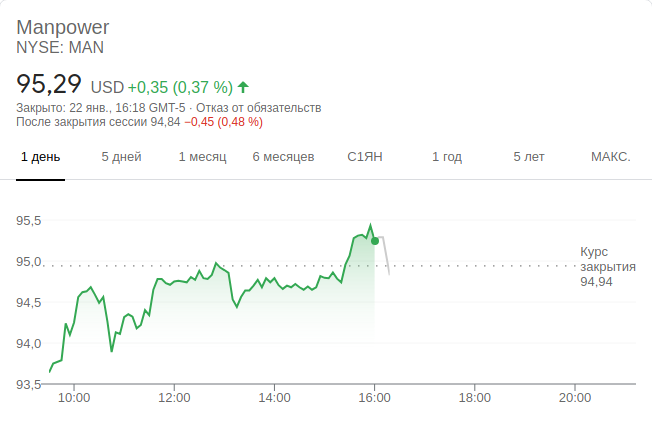 Manpower
NYSE: MAN
95,29 USD +0,35 (0,37 %)
Закрыто: 22 янв., 16:18 GMT-5 · Отказ от обязательств
После закрытия сессии 94,84 −0,45 (0,48 %)
1 день 5 дней 1 месяц 6 месяцев С1ЯН 1 год 5 лет МАКС.
95,5
95,0
94,5
94,0
93,5
Курс
закрытия
94,94
10:00 12:00 14:00 16:00 18:00 20:00